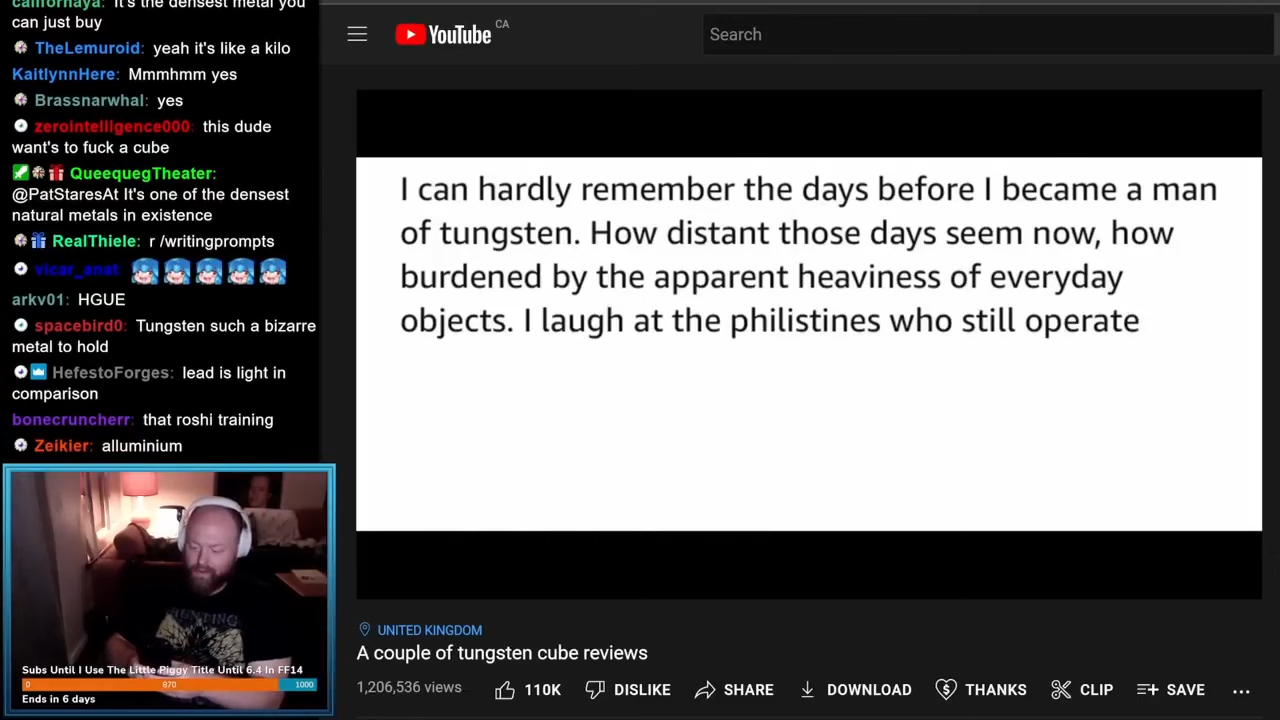 californaya: It's the densest metal you
can just buy
TheLemuroid: yeah it's like a kilo
KaitlynnHere: Mmmhmm yes
Brassnarwhal: yes
zerointelligence000: this dude
want's to fuck a cube
QueequegTheater:
@PatStaresAt It's one of the densest
natural metals in existence
RealThiele: r /writingprompts
vicar_anat:
arkv01: HGUE
spacebird0: Tungsten such a bizarre
metal to hold
HefestoForges: lead is light in
comparison
bonecruncherr: that roshi training
Zeikier: alluminium
Subs Until I Use The Little Piggy Title Until 6.4 In FF14
0 870 1000
Ends in 6 days
YouTube CA
Search
I can hardly remember the days before I became a man
of tungsten. How distant those days seem now, how
burdened by the apparent heaviness of everyday
objects. I laugh at the philistines who still operate
UNITED KINGDOM
A couple of tungsten cube reviews
1,206,536 views 110K DISLIKE SHARE DOWNLOAD THANKS CLIP SAVE